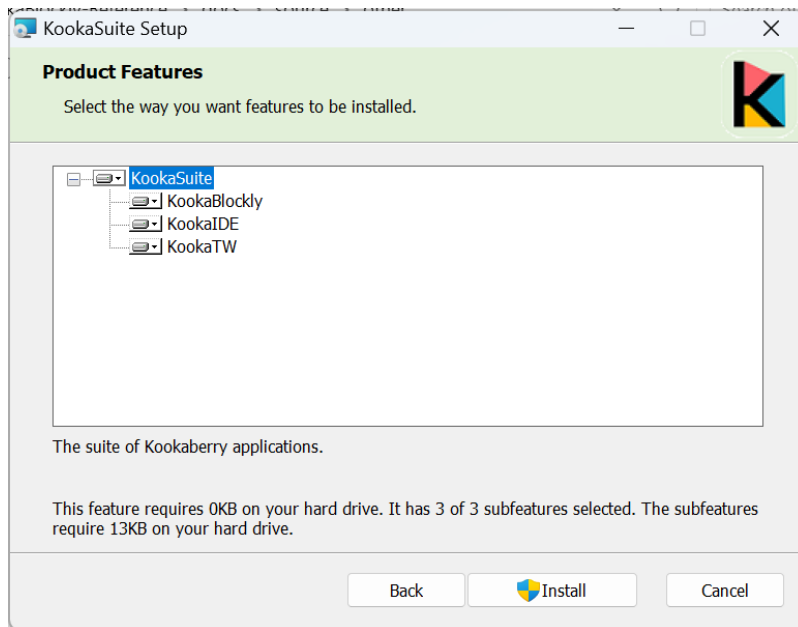 KookaSuite Setup
Product Features
Select the way you want features to be installed.
KookaSuite
KookaBlockly
KookaIDE
KookaTW
The suite of Kookaberry applications.
This feature requires 0KB on your hard drive. It has 3 of 3 subfeatures selected. The subfeatures
require 13KB on your hard drive.
Back
Install
Cancel